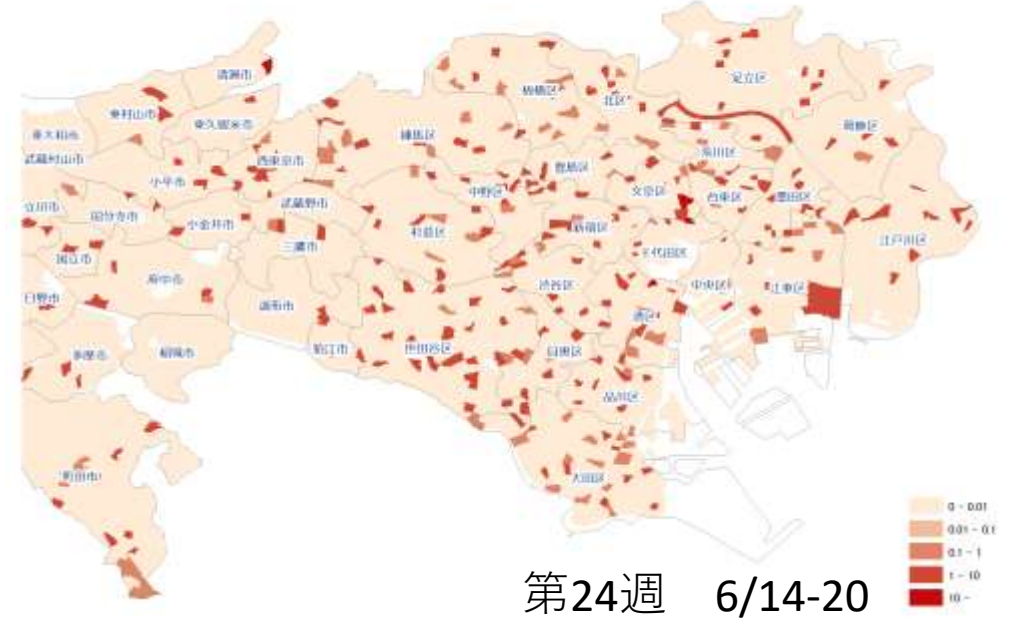 清瀬市
足立区
板橋区
北区
東村山市
東久留米市
葛飾区
東大和市
練馬区
荒川区
武蔵村山市
西東京市
豊島区
小平市
中野区
文京区
台東区
墨田区
立川市
武蔵野市
国分寺市
小金井市
杉並区
新宿区
江戸川区
三鷹市
千代田区
国立市
府中市
渋谷区
中央区
江東区
日野市
調布市
港区
多摩市
稲城市
狛江市
世田谷区
目黒区
品川区
町田市
大田区
0 - 0.01
0.01 - 0.1
0.1 - 1
1 - 10
10 -
第24週 6/14-20